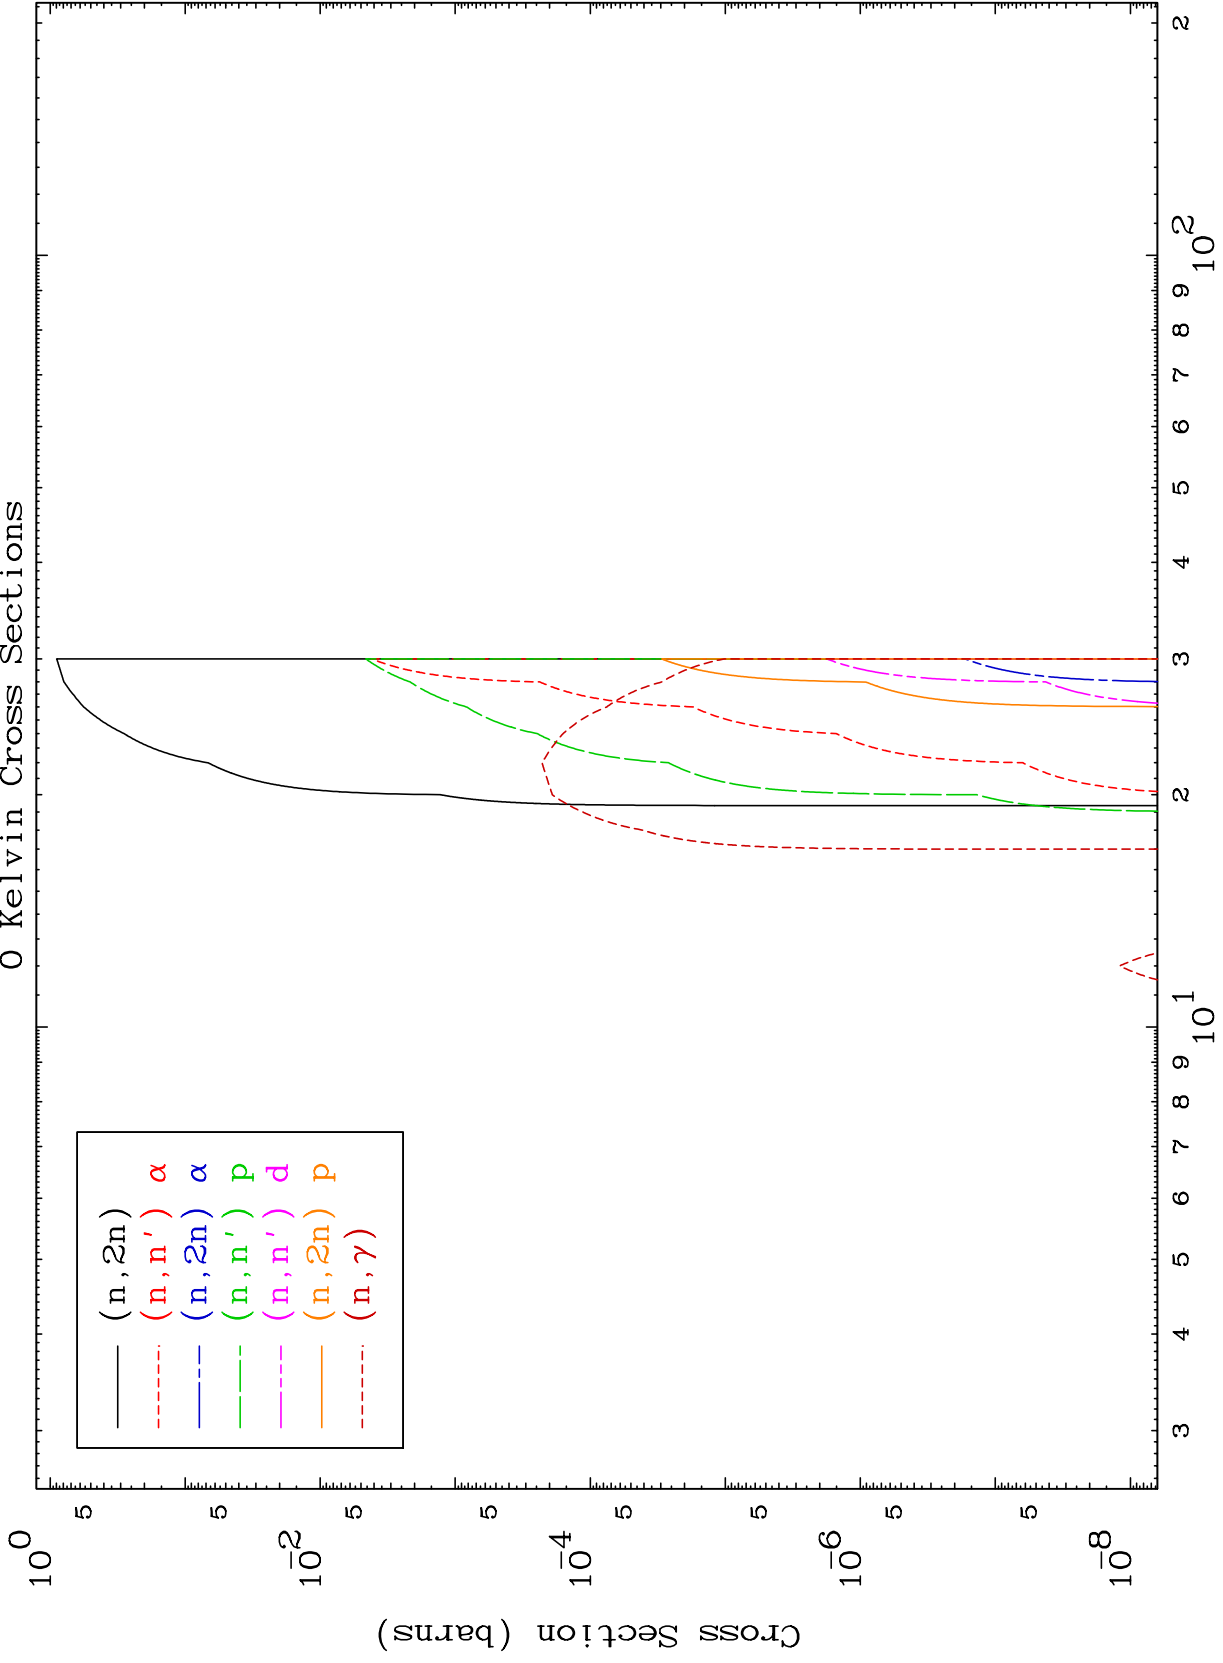 0 Kelvin Cross Sections
Cross Section (barns)
10^0
5
5
10^-2
5
5
10^-4
5
5
10^-6
5
5
10^-8
(n,2n)
(n,n') α
(n,2n) α
(n,n') p
(n,n') d
(n,2n) p
(n,γ)
3 4 5 6 7 8 9 10^1 2 3 4 5 6 7 8 9 10^2 2